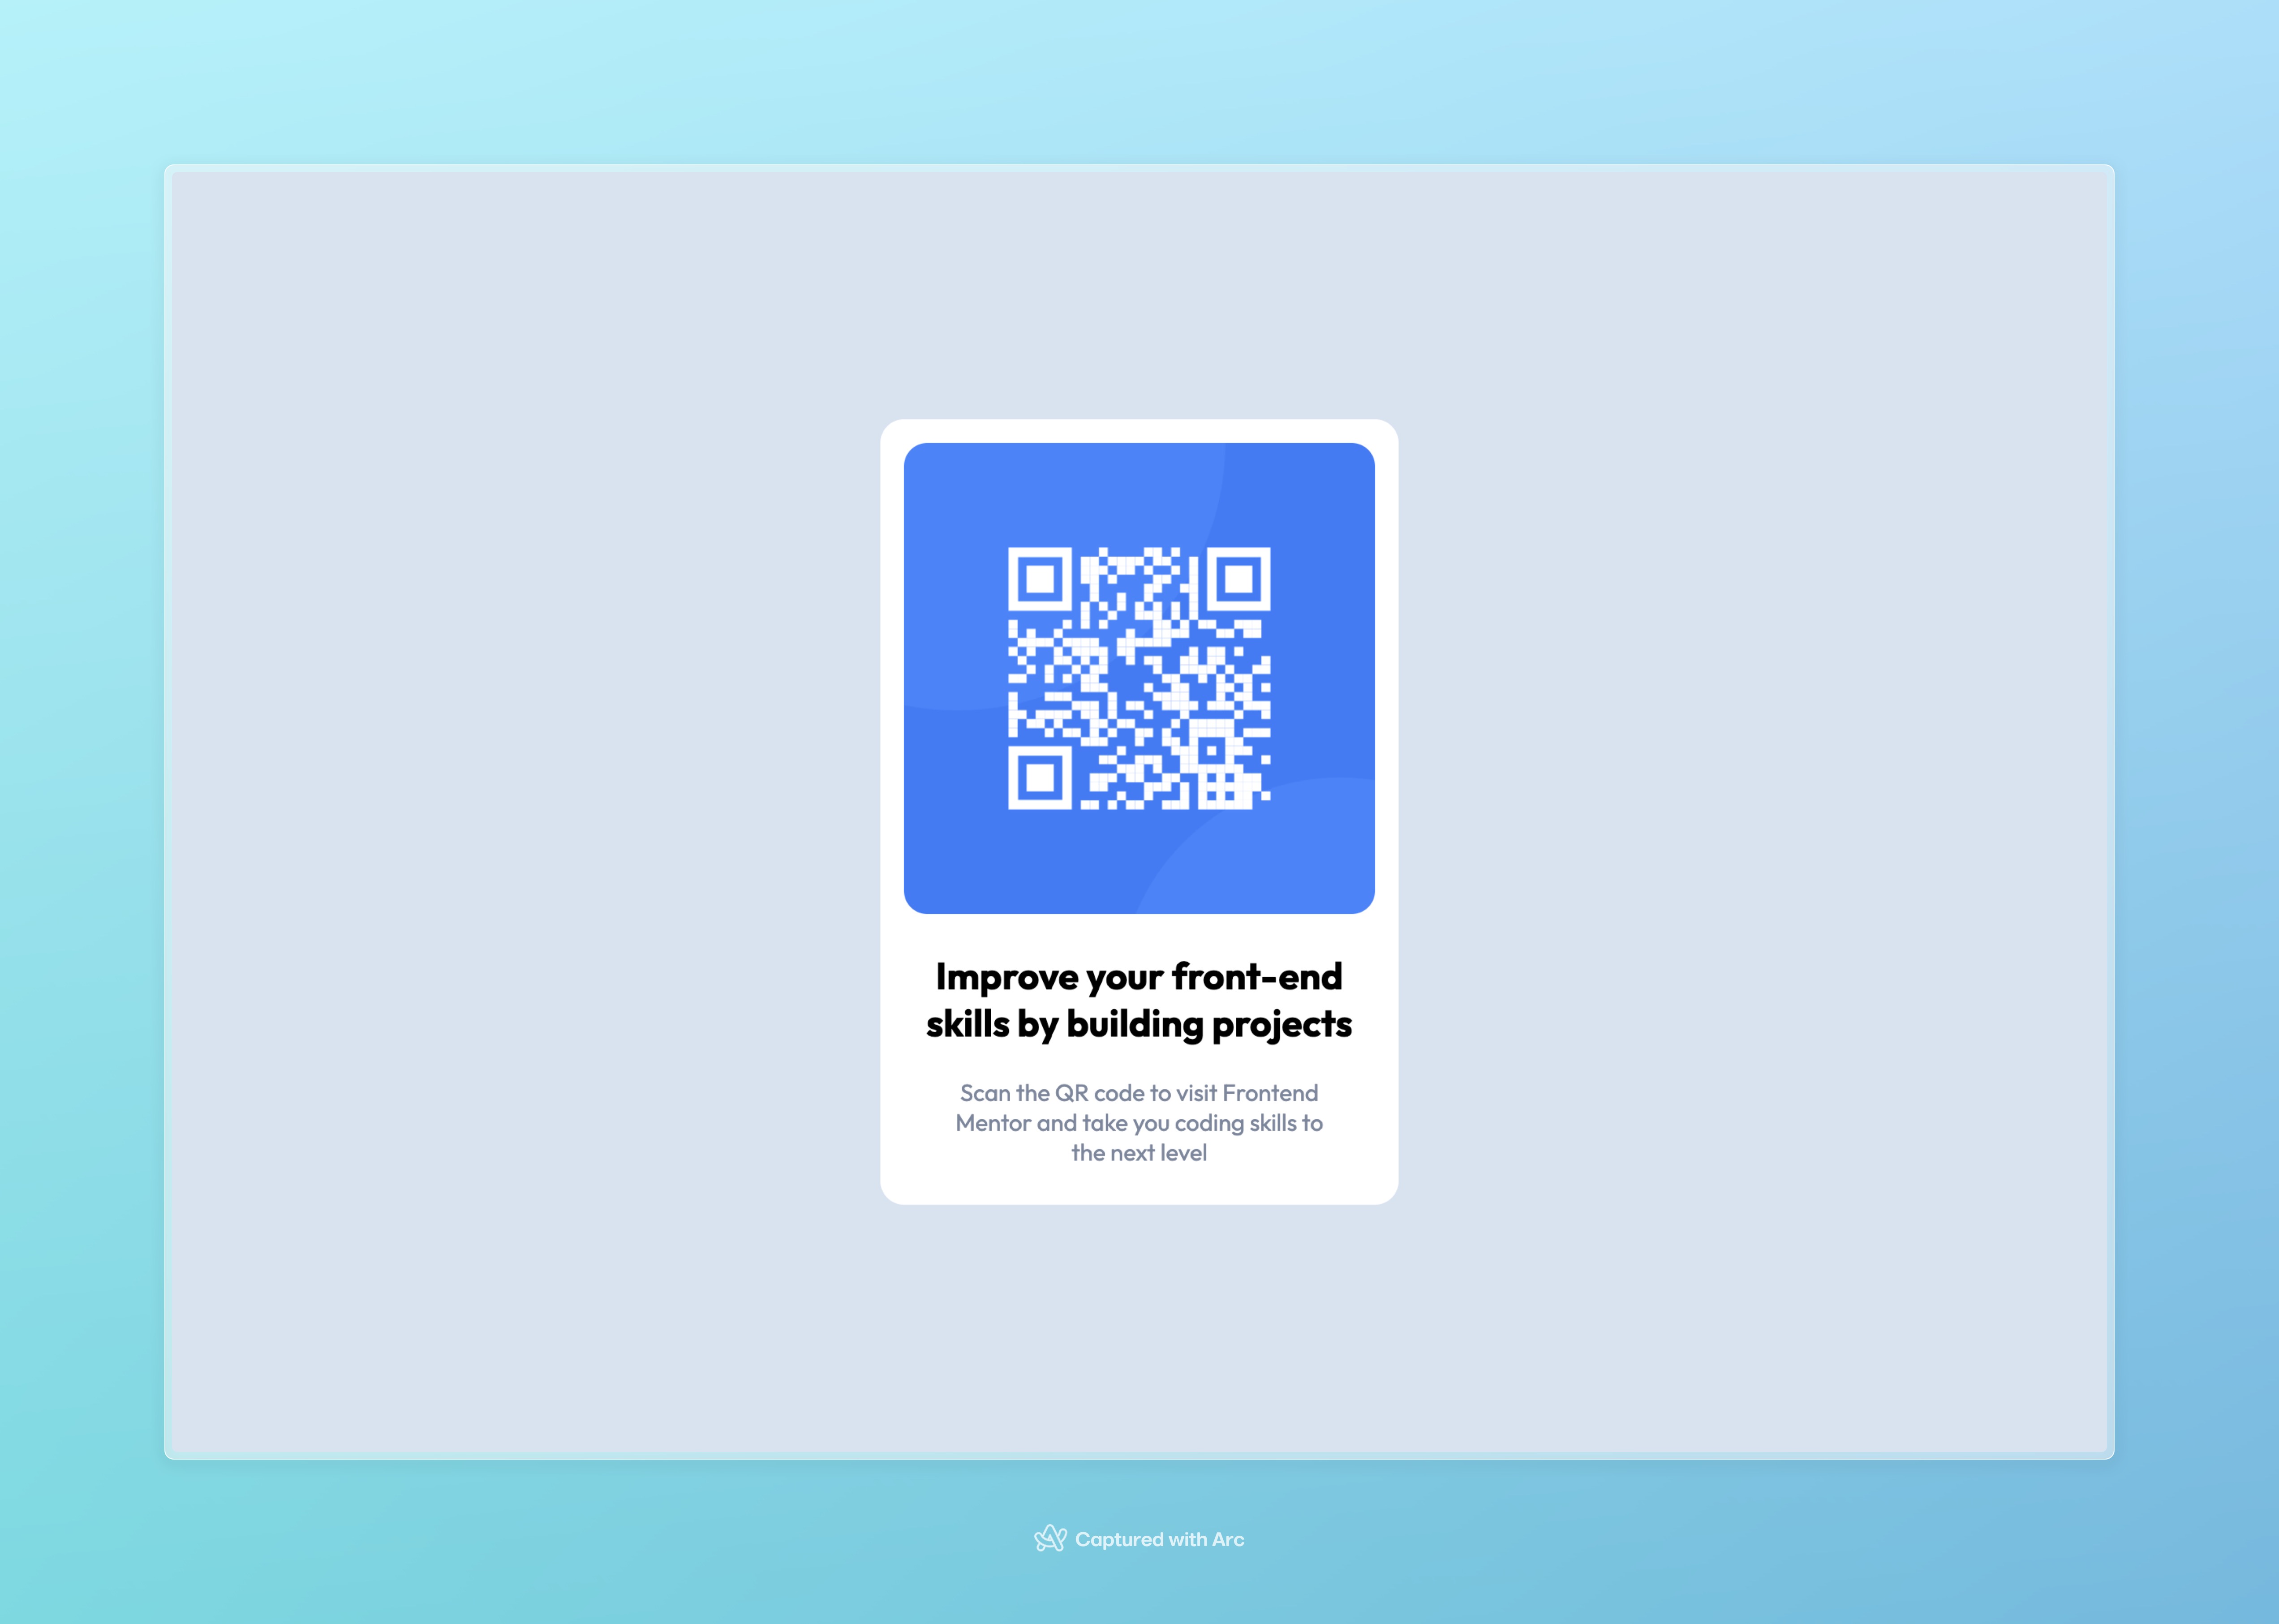 Improve your front-end
skills by building projects
Scan the QR code to visit Frontend
Mentor and take you coding skills to
the next level
Captured with Arc